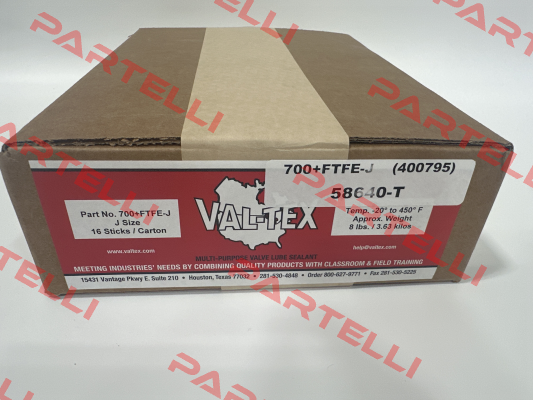 PARTELLI
PARTELLI
PARTELLI
700+FTFE-J (400795)
58640-T
Part No. 700+FTFE-J
J Size
16 Sticks / Carton
VAL-TEX
Temp. -20° to 450° F
Approx. Weight
8 lbs. / 3.63 kilos
www.valtex.com
help@valtex.com
MULTI-PURPOSE VALVE LUBE SEALANT
MEETING INDUSTRIES' NEEDS BY COMBINING QUALITY PRODUCTS WITH CLASSROOM & FIELD TRAINING
15431 Vantage Pkwy E. Suite 210 • Houston, Texas 77032 • 281-530-4848 • Order 800-627-9771 • Fax 281-530-5225
PARTELLI
PARTELLI
PARTELLI